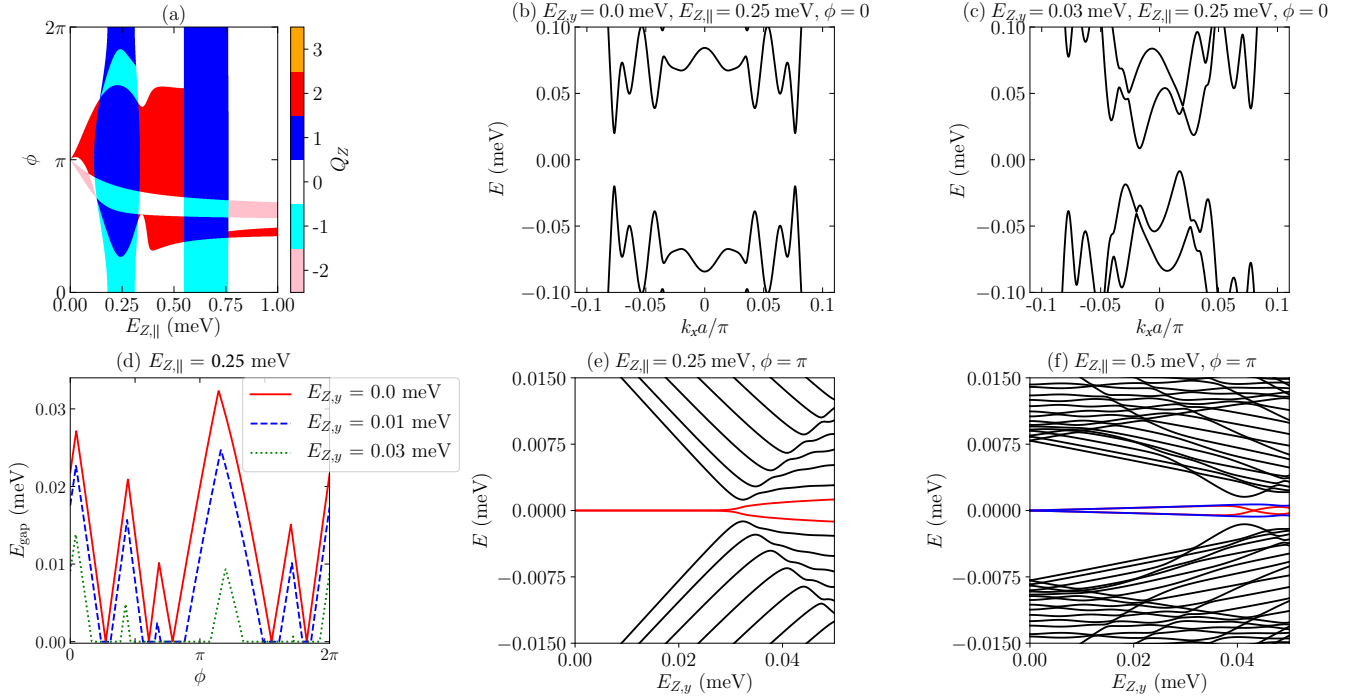 (a)
2π
π
0
ϕ
0.00 0.25 0.50 0.75 1.00
E_{Z,∥} (meV)
3
2
1
0
-1
-2
Q_Z
(b) E_{Z,y} = 0.0 meV, E_{Z,∥} = 0.25 meV, ϕ = 0
0.10
0.05
0.00
−0.05
−0.10
E (meV)
-0.1 -0.05 0 0.05 0.1
k_x a/π
(c) E_{Z,y} = 0.03 meV, E_{Z,∥} = 0.25 meV, ϕ = 0
0.10
0.05
0.00
−0.05
−0.10
E (meV)
-0.1 -0.05 0 0.05 0.1
k_x a/π
(d) E_{Z,∥} = 0.25 meV
0.03
0.02
0.01
0.00
E_{gap} (meV)
0 π 2π
ϕ
E_{Z,y} = 0.0 meV
E_{Z,y} = 0.01 meV
E_{Z,y} = 0.03 meV
(e) E_{Z,∥} = 0.25 meV, ϕ = π
0.0150
0.0075
0.0000
−0.0075
−0.0150
E (meV)
0.00 0.02 0.04
E_{Z,y} (meV)
(f) E_{Z,∥} = 0.5 meV, ϕ = π
0.0150
0.0075
0.0000
−0.0075
−0.0150
E (meV)
0.00 0.02 0.04
E_{Z,y} (meV)